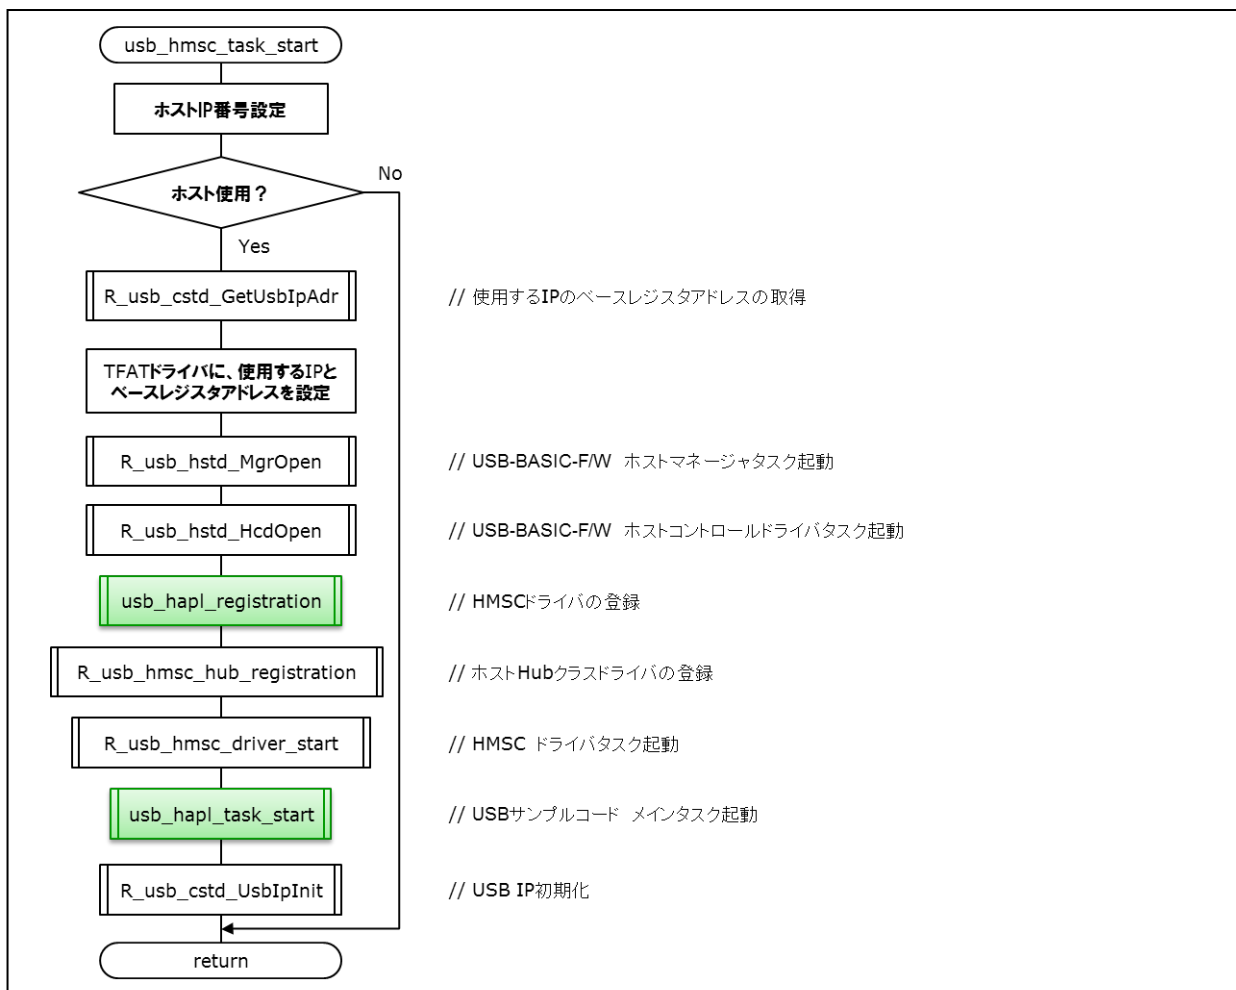 usb_hmsc_task_start
ホストIP番号設定
ホスト使用？
No
Yes
R_usb_cstd_GetUsbIpAdr
// 使用するIPのベースレジスタアドレスの取得
TFATドライバに、使用するIPと
ベースレジスタアドレスを設定
R_usb_hstd_MgrOpen
// USB-BASIC-F/W ホストマネージャタスク起動
R_usb_hstd_HcdOpen
// USB-BASIC-F/W ホストコントロールドライバタスク起動
usb_hapl_registration
// HMSCドライバの登録
R_usb_hmsc_hub_registration
// ホストHubクラスドライバの登録
R_usb_hmsc_driver_start
// HMSC ドライバタスク起動
usb_hapl_task_start
// USBサンプルコード メインタスク起動
R_usb_cstd_UsbIpInit
// USB IP初期化
return